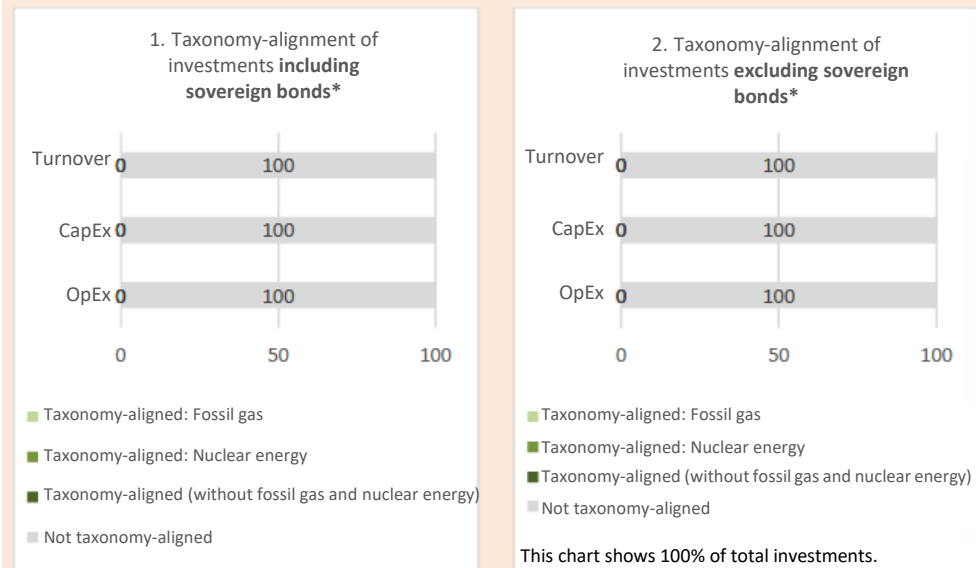 1. Taxonomy-alignment of
investments including
sovereign bonds*
Turnover 0 100
CapEx 0 100
OpEx 0 100
0 50 100
Taxonomy-aligned: Fossil gas
Taxonomy-aligned: Nuclear energy
Taxonomy-aligned (without fossil gas and nuclear energy)
Not taxonomy-aligned
2. Taxonomy-alignment of
investments excluding sovereign
bonds*
Turnover 0 100
CapEx 0 100
OpEx 0 100
0 50 100
Taxonomy-aligned: Fossil gas
Taxonomy-aligned: Nuclear energy
Taxonomy-aligned (without fossil gas and nuclear energy)
Not taxonomy-aligned
This chart shows 100% of total investments.